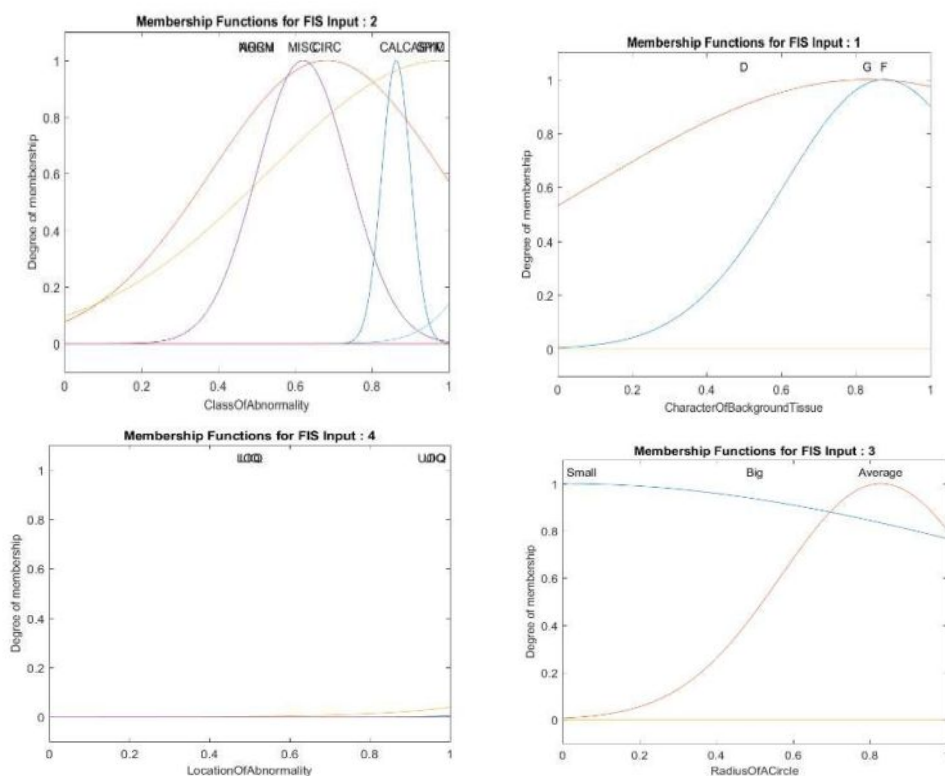 Membership Functions for FIS Input : 2
MISC CIRC CALC ASYM
1
0.8
0.6
0.4
0.2
0
Degree of membership
0 0.2 0.4 0.6 0.8 1
ClassOfAbnormality
Membership Functions for FIS Input : 1
D G F
1
0.8
0.6
0.4
0.2
0
Degree of membership
0 0.2 0.4 0.6 0.8 1
CharacterOfBackgroundTissue
Membership Functions for FIS Input : 4
1
0.8
0.6
0.4
0.2
0
Degree of membership
0 0.2 0.4 0.6 0.8 1
LocationOfAbnormality
Membership Functions for FIS Input : 3
Small Big Average
1
0.8
0.6
0.4
0.2
0
Degree of membership
0 0.2 0.4 0.6 0.8 1
RadiusOfACircle